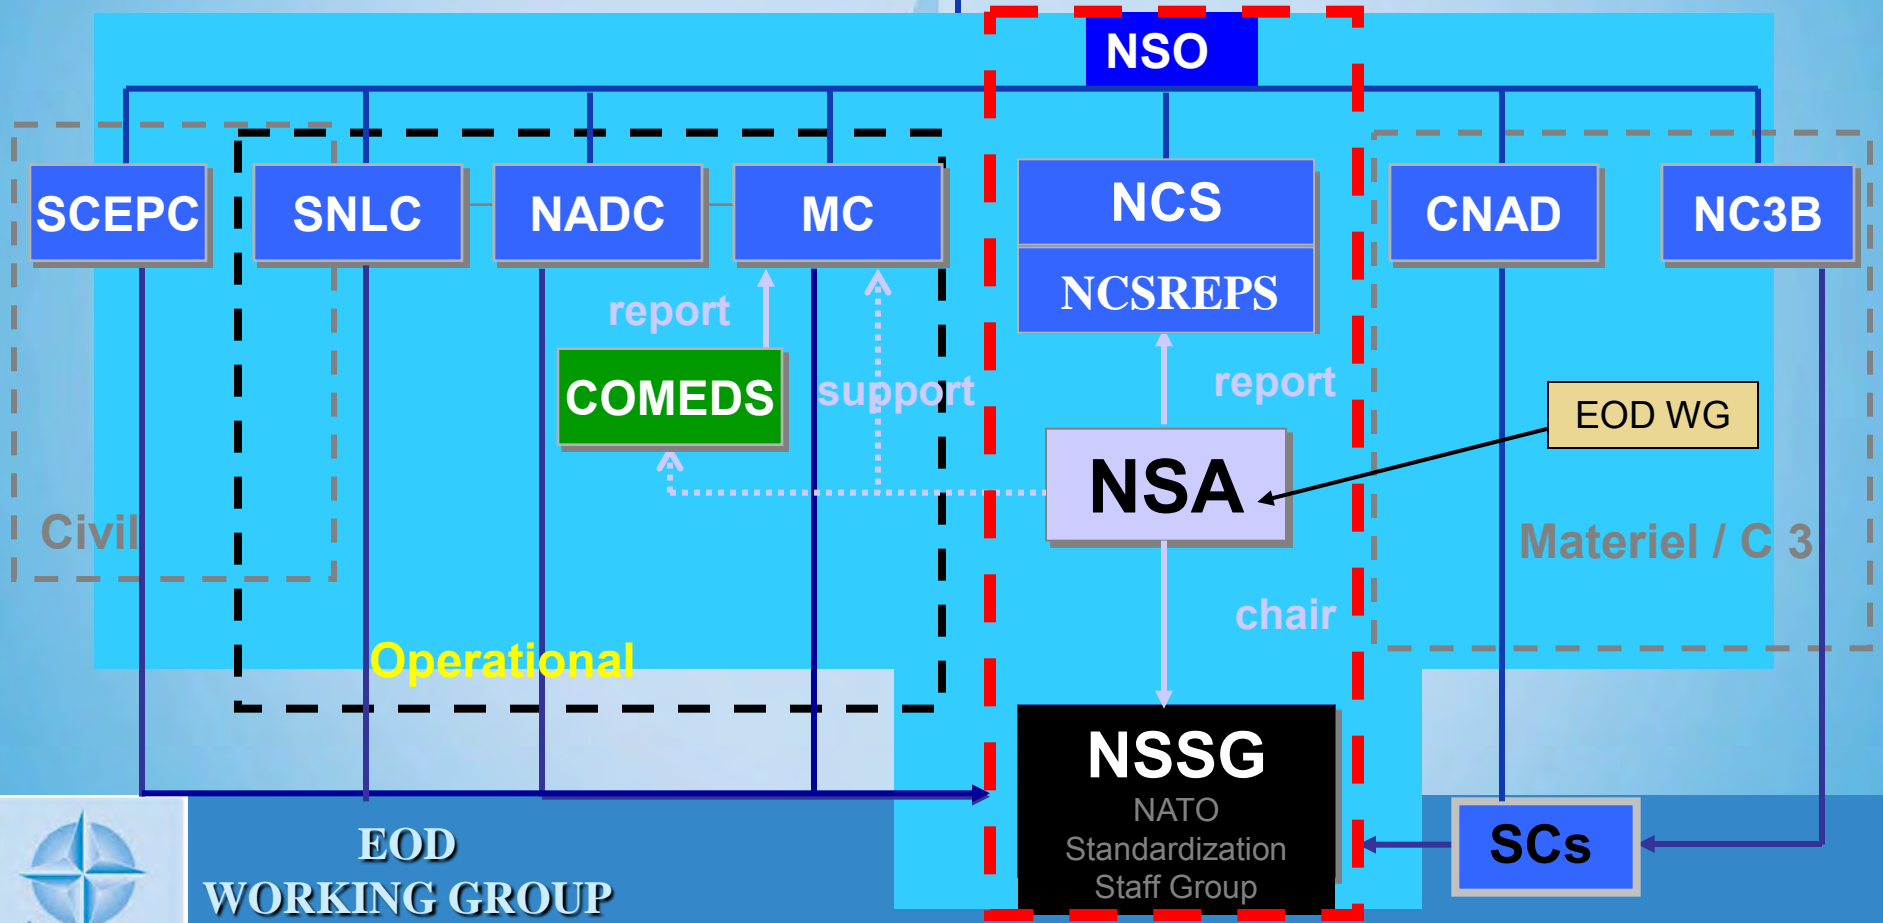 NSO
SCEPC
SNLC
NADC
MC
NCS
NCSREPS
CNAD
NC3B
report
COMEDS
support
report
EOD WG
NSA
Civil
Materiel / C 3
chair
Operational
NSSG
NATO
Standardization
Staff Group
SCs
EOD
WORKING GROUP